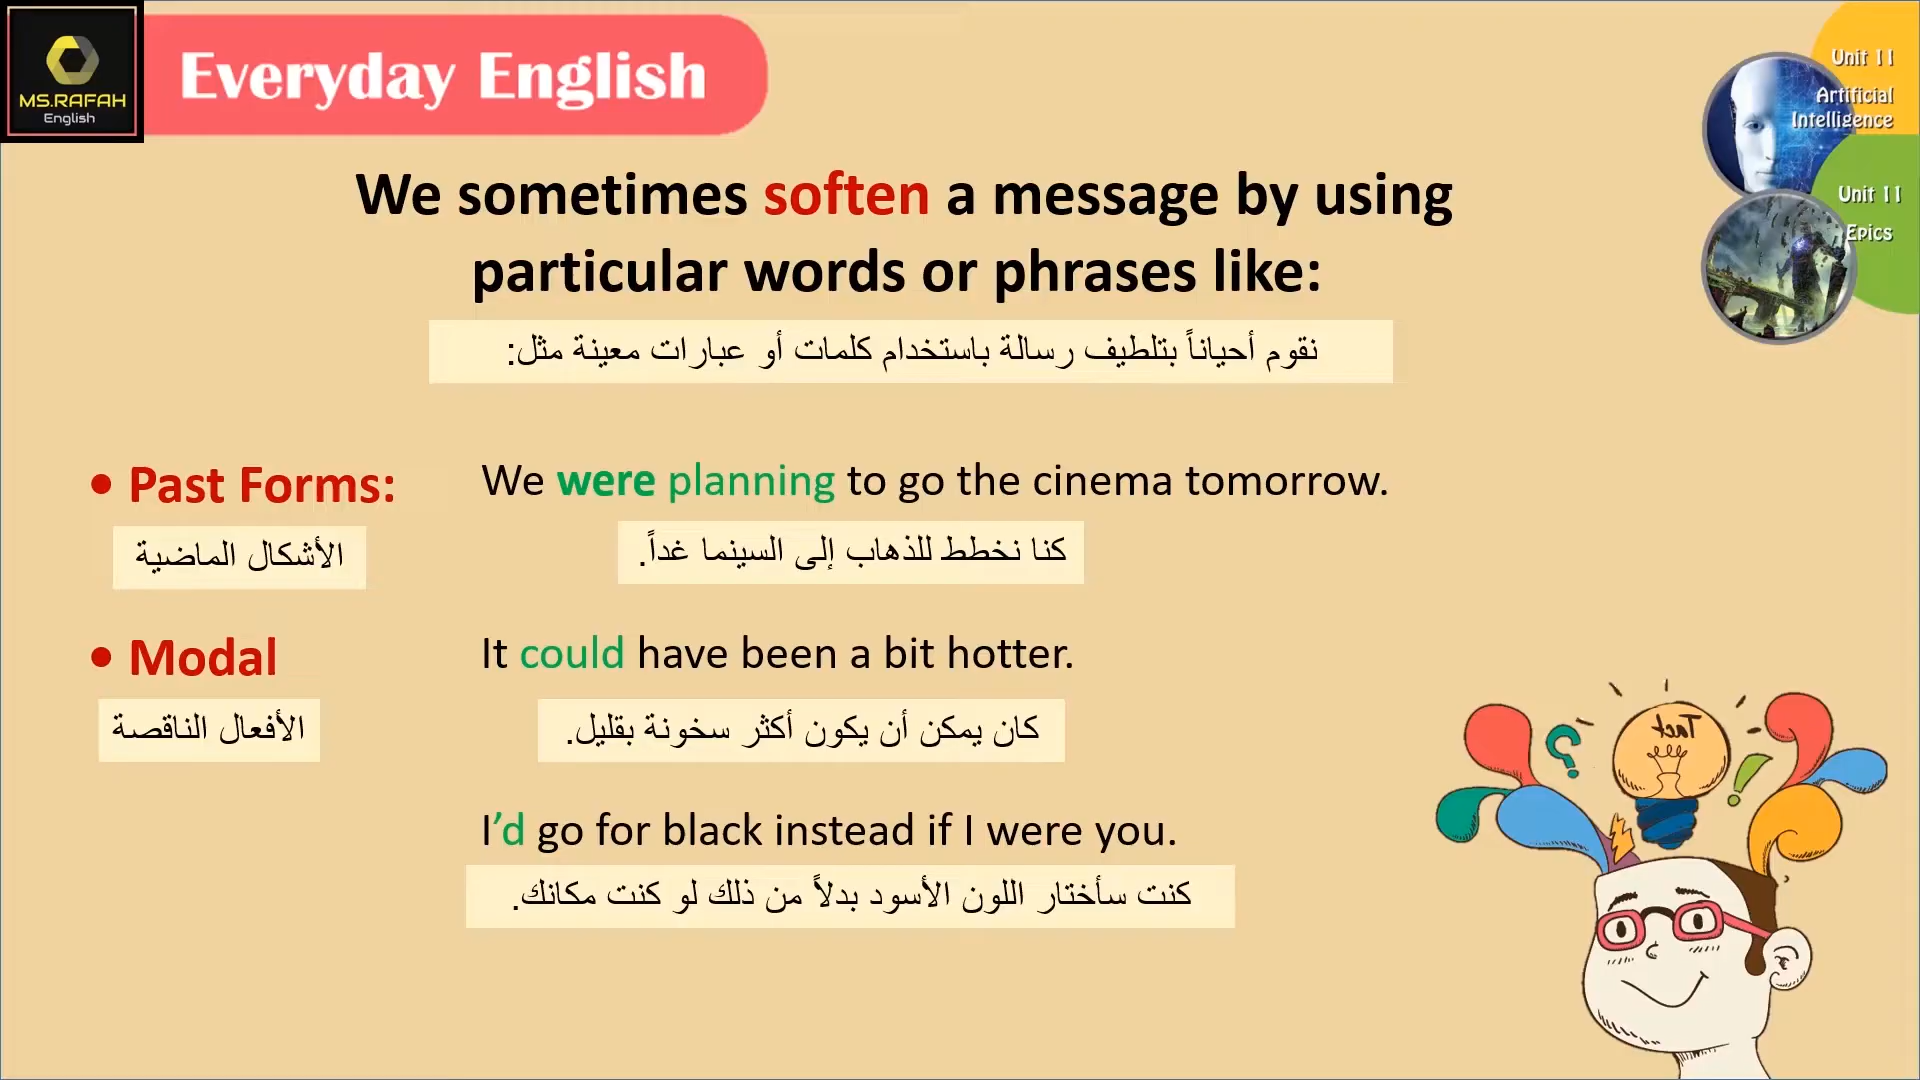 MS.RAFAH
English
Everyday English
Unit 11
Artificial
Intelligence
Unit 11
Epics
We sometimes soften a message by using
particular words or phrases like:
نقوم أحياناً بتلطيف رسالة باستخدام كلمات أو عبارات معينة مثل:
• Past Forms:
We were planning to go the cinema tomorrow.
الأشكال الماضية
كنا نخطط للذهاب إلى السينما غداً.
• Modal
It could have been a bit hotter.
الأفعال الناقصة
كان يمكن أن يكون أكثر سخونة بقليل.
I’d go for black instead if I were you.
كنت سأختار اللون الأسود بدلاً من ذلك لو كنت مكانك.
Tact